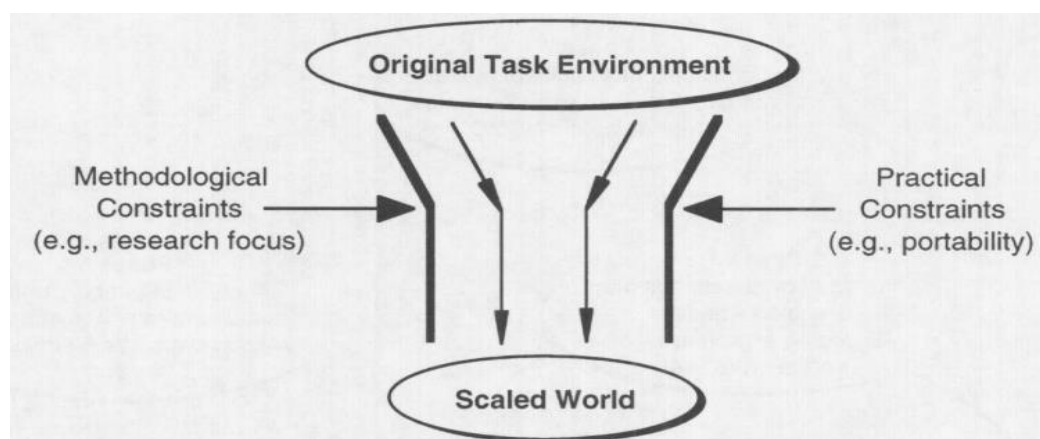 Original Task Environment
Methodological
Constraints
(e.g., research focus)
Practical
Constraints
(e.g., portability)
Scaled World